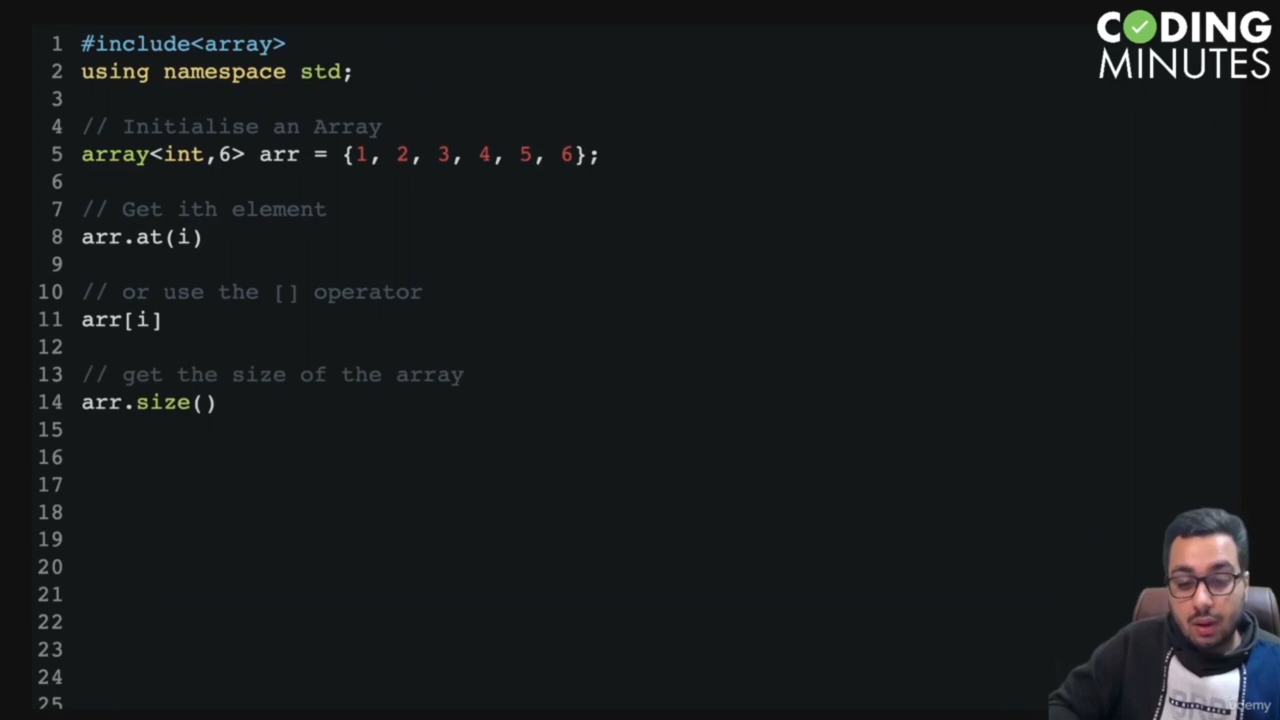 CODING
MINUTES
1 #include<array>
2 using namespace std;
3
4 // Initialise an Array
5 array<int,6> arr = {1, 2, 3, 4, 5, 6};
6
7 // Get ith element
8 arr.at(i)
9
10 // or use the [] operator
11 arr[i]
12
13 // get the size of the array
14 arr.size()
15
16
17
18
19
20
21
22
23
24
25
udemy